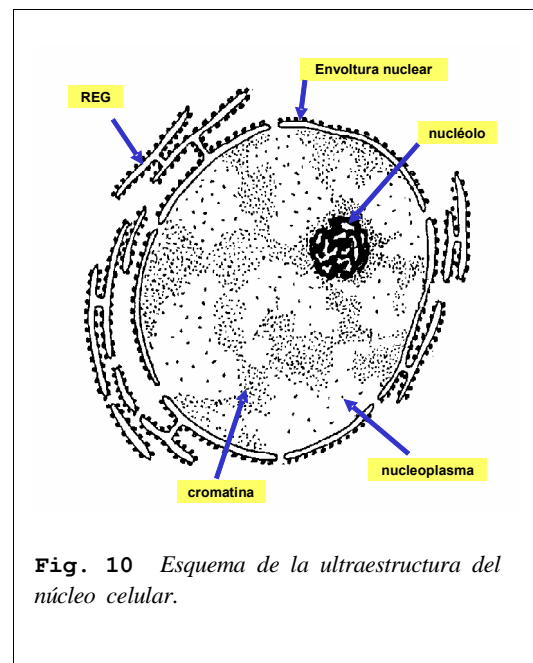 Envoltura nuclear
REG
nucléolo
nucleoplasma
cromatina
Fig. 10 Esquema de la ultraestructura del
núcleo celular.